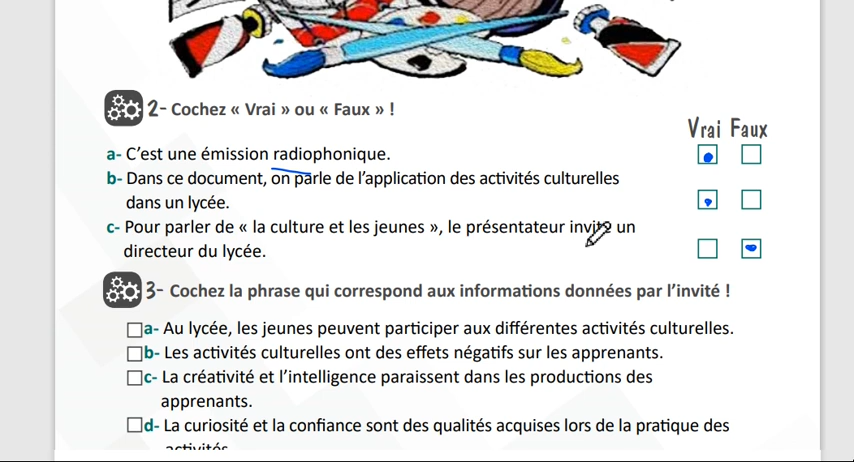 2- Cochez « Vrai » ou « Faux » !
Vrai Faux
a- C'est une émission radiophonique.
b- Dans ce document, on parle de l'application des activités culturelles
dans un lycée.
c- Pour parler de « la culture et les jeunes », le présentateur invite un
directeur du lycée.
3- Cochez la phrase qui correspond aux informations données par l'invité !
a- Au lycée, les jeunes peuvent participer aux différentes activités culturelles.
b- Les activités culturelles ont des effets négatifs sur les apprenants.
c- La créativité et l'intelligence paraissent dans les productions des
apprenants.
d- La curiosité et la confiance sont des qualités acquises lors de la pratique des
activités